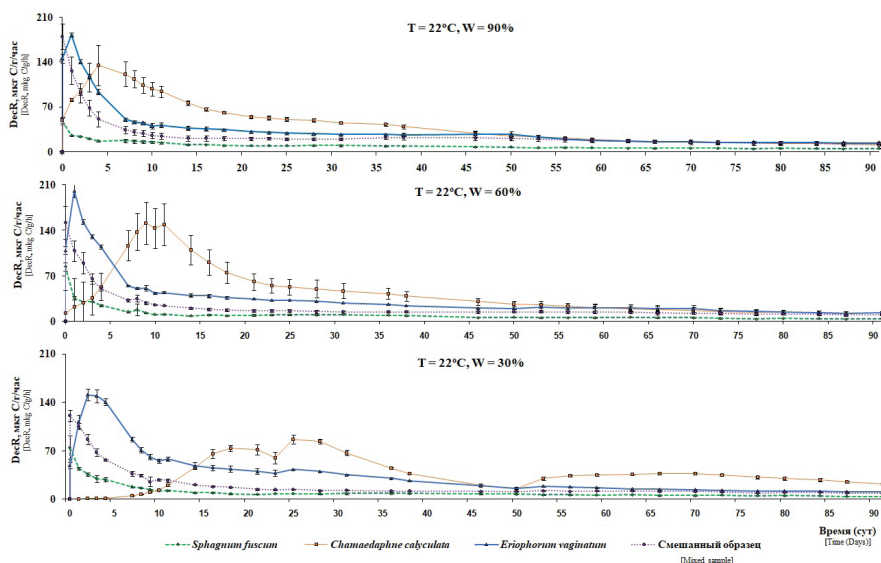 T = 22°C, W = 90%
DecR, мкг С/г/час
[DecR, mkg C/g/h]
210
140
70
0
0 5 10 15 20 25 30 35 40 45 50 55 60 65 70 75 80 85 90
T = 22°C, W = 60%
DecR, мкг С/г/час
[DecR, mkg C/g/h]
210
140
70
0
0 5 10 15 20 25 30 35 40 45 50 55 60 65 70 75 80 85 90
T = 22°C, W = 30%
DecR, мкг С/г/час
[DecR, mkg C/g/h]
210
140
70
0
0 5 10 15 20 25 30 35 40 45 50 55 60 65 70 75 80 85 90
Время (сут)
[Time (Days)]
Sphagnum fuscum Chamaedaphne calyculata Eriophorum vaginatum Смешанный образец
[Mixed_sample]